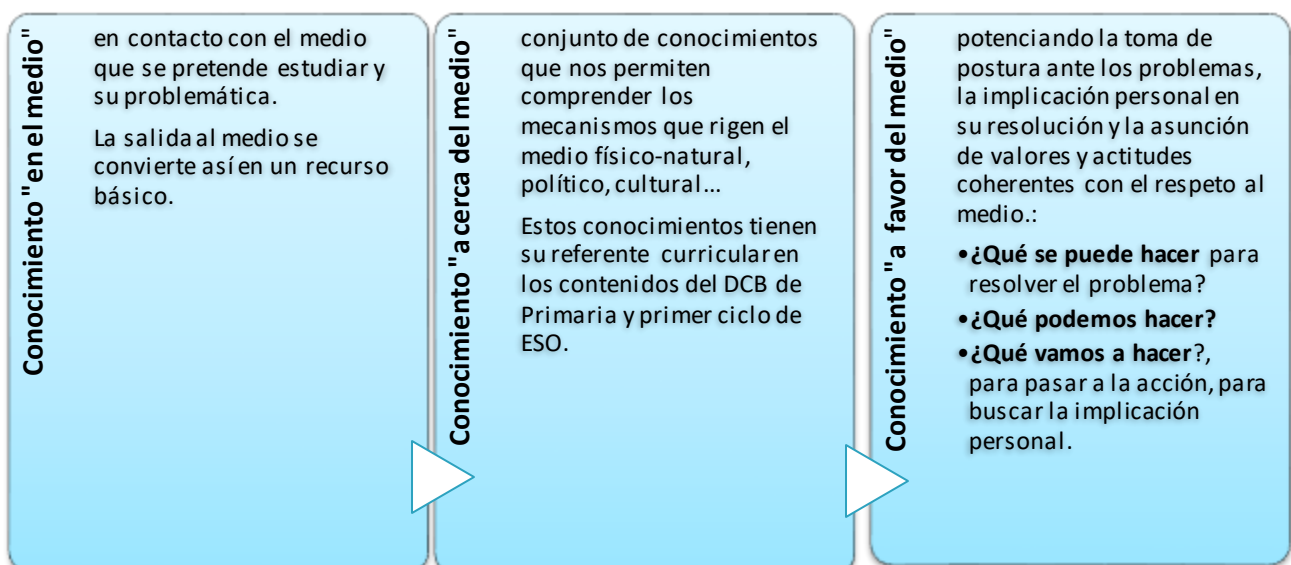 Conocimiento "en el medio"
en contacto con el medio
que se pretende estudiar y
su problemática.
La salida al medio se
convierte así en un recurso
básico.
Conocimiento "acerca del medio"
conjunto de conocimientos
que nos permiten
comprender los
mecanismos que rigen el
medio físico-natural,
político, cultural...
Estos conocimientos tienen
su referente curricular en
los contenidos del DCB de
Primaria y primer ciclo de
ESO.
Conocimiento "a favor del medio"
potenciando la toma de
postura ante los problemas,
la implicación personal en
su resolución y la asunción
de valores y actitudes
coherentes con el respeto al
medio.:
•¿Qué se puede hacer para
resolver el problema?
•¿Qué podemos hacer?
•¿Qué vamos a hacer?,
para pasar a la acción, para
buscar la implicación
personal.